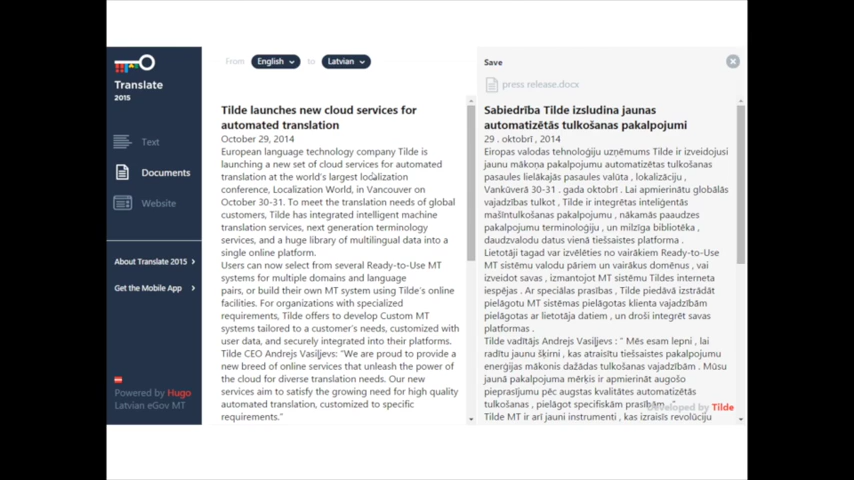 Translate
2015
Text
Documents
Website
About Translate 2015 >
Get the Mobile App >
Powered by Hugo
Latvian eGov MT
From English to Latvian
Tilde launches new cloud services for
automated translation
October 29, 2014
European language technology company Tilde is
launching a new set of cloud services for automated
translation at the world's largest localization
conference, Localization World, in Vancouver on
October 30-31. To meet the translation needs of global
customers, Tilde has integrated intelligent machine
translation services, next generation terminology
services, and a huge library of multilingual data into a
single online platform.
Users can now select from several Ready-to-Use MT
systems for multiple domains and language
pairs, or build their own MT system using Tilde's online
facilities. For organizations with specialized
requirements, Tilde offers to develop Custom MT
systems tailored to a customer's needs, customized with
user data, and securely integrated into their platforms.
Tilde CEO Andrejs Vasiļjevs: "We are proud to provide a
new breed of online services that unleash the power of
the cloud for diverse translation needs. Our new
services aim to satisfy the growing need for high quality
automated translation, customized to specific
requirements."
Save
press release.docx
Sabiedrība Tilde izsludina jaunas
automatizētās tulkošanas pakalpojumi
29 . oktobrī , 2014
Eiropas valodas tehnoloģiju uzņēmums Tilde ir izveidojusi
jaunu mākoņa pakalpojumu automatizētas tulkošanas
pasaules lielākajās pasaules valūta , lokalizāciju ,
Vankūverā 30-31 . gada oktobrī . Lai apmierinātu globālās
vajadzības tulkot , Tilde ir integrētas inteliģentās
mašīntulkošanas pakalpojumu , nākamās paaudzes
pakalpojumu terminoloģiju , un milzīga bibliotēka ,
daudzvalodu datus vienā tiešsaistes platforma .
Lietotāji tagad var izvēlēties no vairākiem Ready-to-Use
MT sistēmu valodu pāriem un vairākus domēnus , vai
izveidot savas , izmantojot MT sistēmas interneta
iespējas . Ar speciālas prasības , Tilde piedāvā izstrādāt
pielāgotu MT sistēmas pielāgotas klienta vajadzībām
pielāgotas ar lietotāja datiem , un droši integrēt savas
platformas .
Tilde vadītājs Andrejs Vasiļjevs : " Mēs esam lepni , lai
radītu jaunu šķirni , kas atraisītu tiešsaistes pakalpojumu
enerģijas mākonis dažādas tulkošanas vajadzībām . Mūsu
jaunā pakalpojuma mērķis ir apmierināt augošo
pieprasījumu pēc augstas kvalitātes automatizētās
tulkošanas , pielāgot specifiskām prasībām . "
Developed by Tilde
Tilde MT ir arī jauni instrumenti , kas izraisīs revolūciju